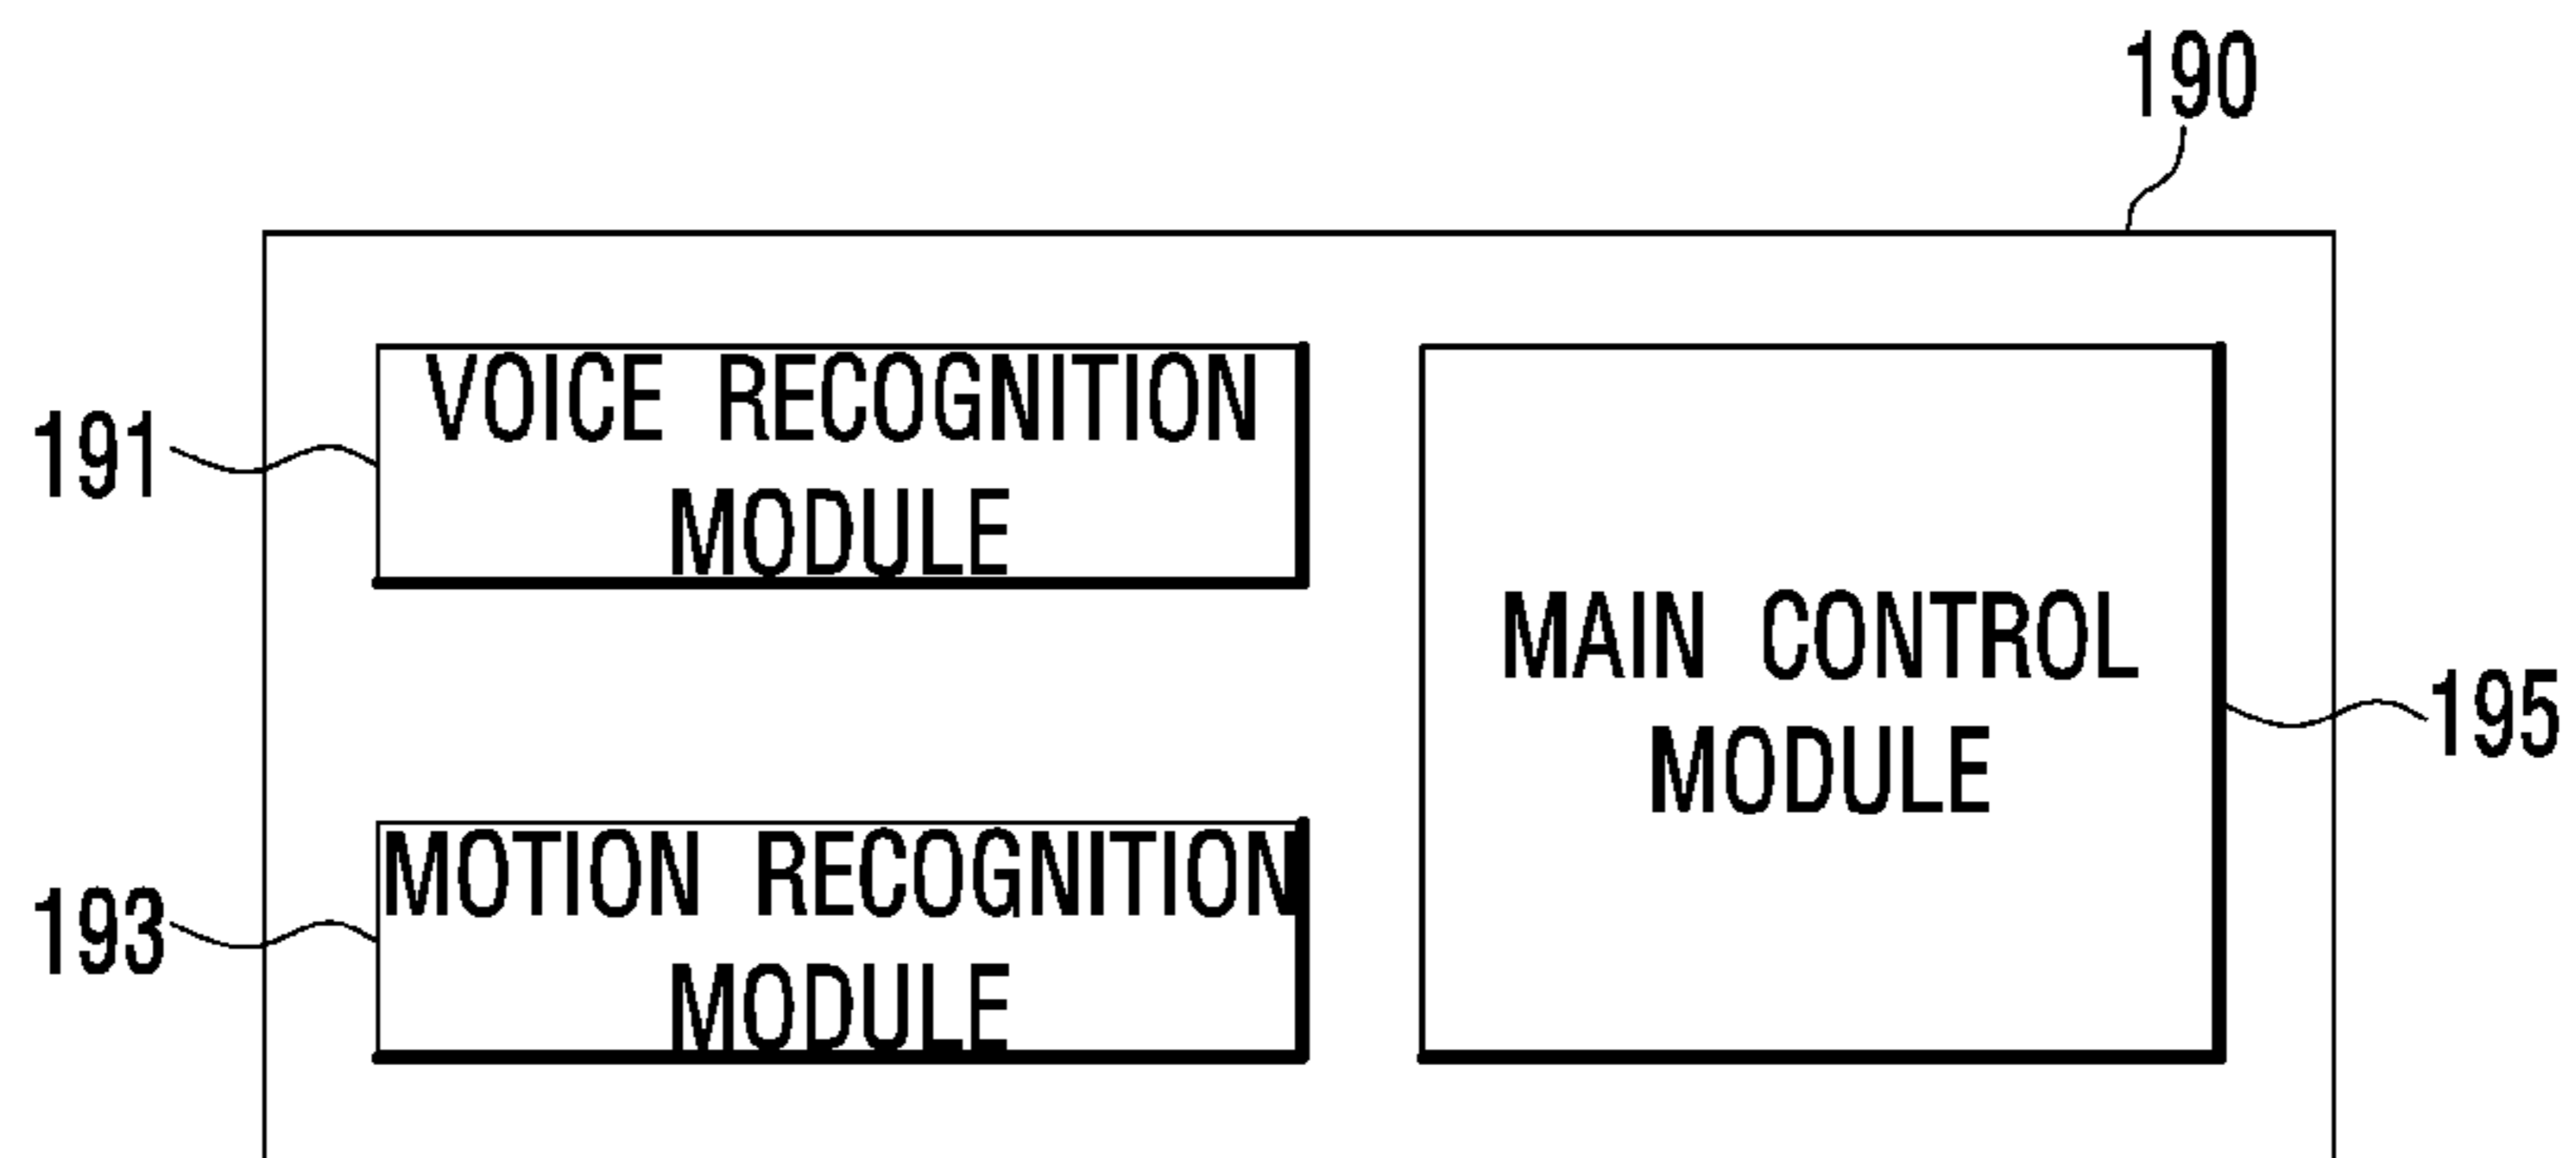 190
191
VOICE RECOGNITION
MODULE
MAIN CONTROL
MODULE
195
193
MOTION RECOGNITION
MODULE